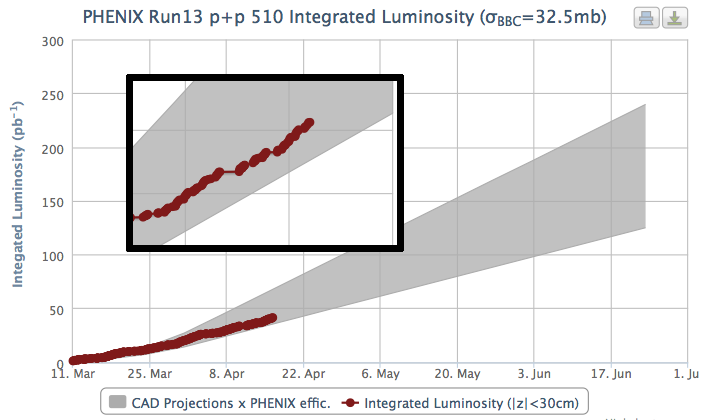 PHENIX Run13 p+p 510 Integrated Luminosity (σBBC=32.5mb)
300
250
200
150
100
50
0
Integated Luminosity (pb-1)
11. Mar
25. Mar
8. Apr
22. Apr
6. May
20. May
3. Jun
17. Jun
1. Ju
CAD Projections x PHENIX effic.
Integrated Luminosity (|z|<30cm)